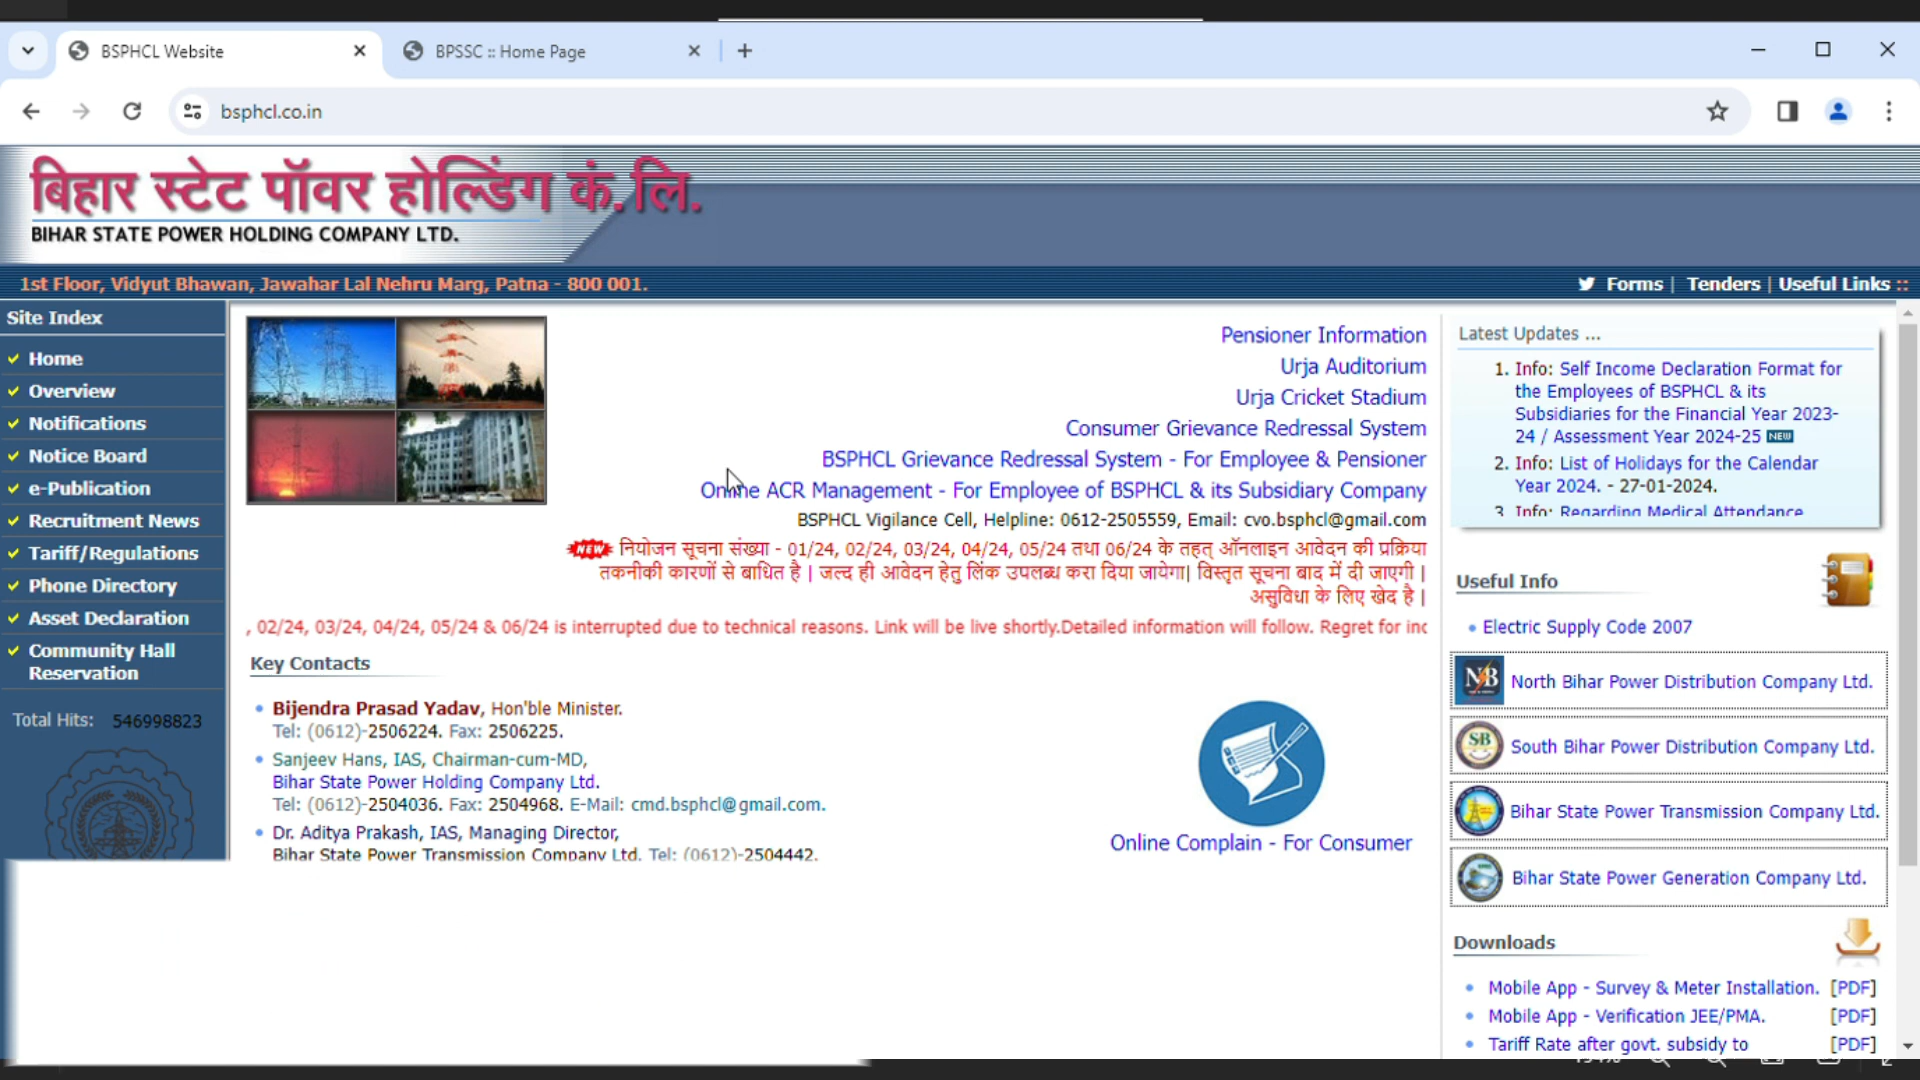 BSPHCL Website
BPSSC :: Home Page
bsphcl.co.in
बिहार स्टेट पॉवर होल्डिंग कं.लि.
BIHAR STATE POWER HOLDING COMPANY LTD.
1st Floor, Vidyut Bhawan, Jawahar Lal Nehru Marg, Patna - 800 001.
Forms | Tenders | Useful Links ::
Site Index
Home
Overview
Notifications
Notice Board
e-Publication
Recruitment News
Tariff/Regulations
Phone Directory
Asset Declaration
Community Hall
Reservation
Total Hits: 546998823
Pensioner Information
Urja Auditorium
Urja Cricket Stadium
Consumer Grievance Redressal System
BSPHCL Grievance Redressal System - For Employee & Pensioner
Online ACR Management - For Employee of BSPHCL & its Subsidiary Company
BSPHCL Vigilance Cell, Helpline: 0612-2505559, Email: cvo.bsphcl@gmail.com
NEW नियोजन सूचना संख्या - 01/24, 02/24, 03/24, 04/24, 05/24 तथा 06/24 के तहत् ऑनलाइन आवेदन की प्रक्रिया
तकनीकी कारणों से बाधित है | जल्द ही आवेदन हेतु लिंक उपलब्ध करा दिया जायेगा| विस्तृत सूचना बाद में दी जाएगी |
असुविधा के लिए खेद है |
, 02/24, 03/24, 04/24, 05/24 & 06/24 is interrupted due to technical reasons. Link will be live shortly.Detailed information will follow. Regret for inc
Key Contacts
Bijendra Prasad Yadav, Hon'ble Minister.
Tel: (0612)-2506224. Fax: 2506225.
Sanjeev Hans, IAS, Chairman-cum-MD,
Bihar State Power Holding Company Ltd.
Tel: (0612)-2504036. Fax: 2504968. E-Mail: cmd.bsphcl@gmail.com.
Dr. Aditya Prakash, IAS, Managing Director,
Bihar State Power Transmission Company Ltd. Tel: (0612)-2504442.
Online Complain - For Consumer
Latest Updates ...
1. Info: Self Income Declaration Format for
the Employees of BSPHCL & its
Subsidiaries for the Financial Year 2023-
24 / Assessment Year 2024-25 NEW
2. Info: List of Holidays for the Calendar
Year 2024. - 27-01-2024.
3 Info: Regarding Medical Attendance
Useful Info
Electric Supply Code 2007
NB North Bihar Power Distribution Company Ltd.
SB South Bihar Power Distribution Company Ltd.
Bihar State Power Transmission Company Ltd.
Bihar State Power Generation Company Ltd.
Downloads
Mobile App - Survey & Meter Installation. [PDF]
Mobile App - Verification JEE/PMA. [PDF]
Tariff Rate after govt. subsidy to [PDF]